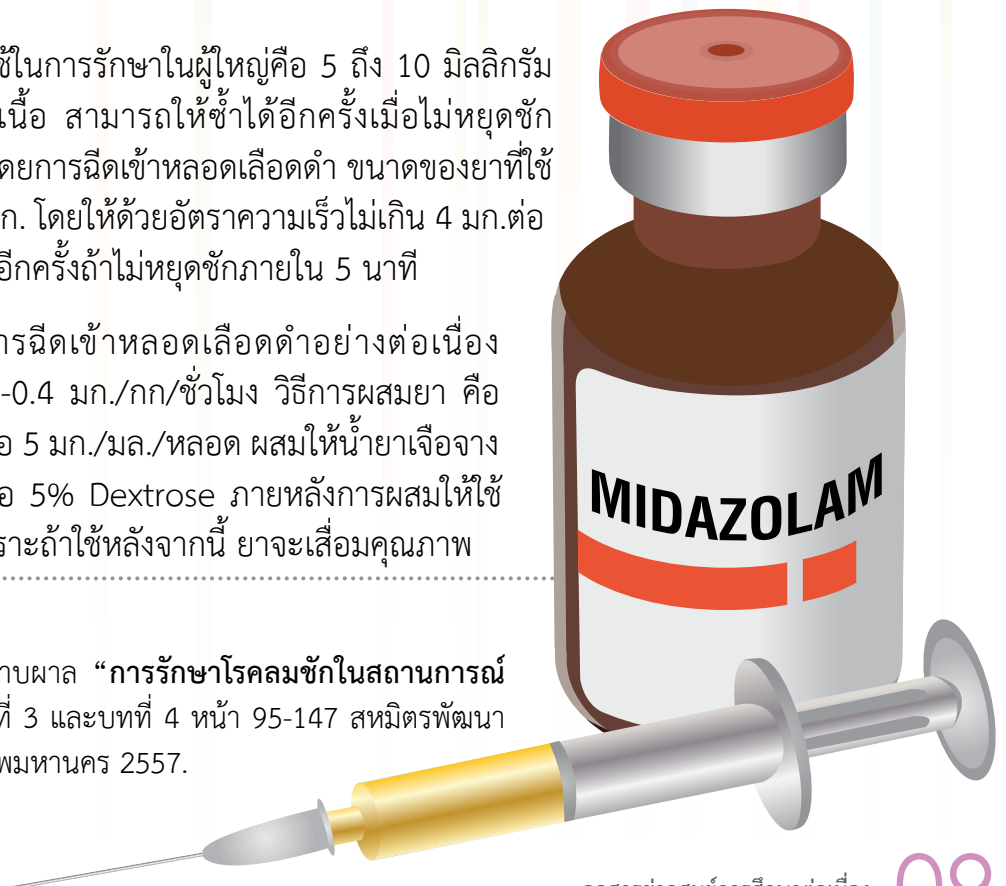 ช้ในการรักษาในผู้ใหญ่คือ 5 ถึง 10 มิลลิกรัม
เนื้อ สามารถให้ซ้ำได้อีกครั้งเมื่อไม่หยุดชัก
ดยการฉีดเข้าหลอดเลือดดำ ขนาดของยาที่ใช้
ก. โดยให้ด้วยอัตราความเร็วไม่เกิน 4 มก.ต่อ
อีกครั้งถ้าไม่หยุดชักภายใน 5 นาที
ารฉีดเข้าหลอดเลือดดำอย่างต่อเนื่อง
-0.4 มก./กก/ชั่วโมง วิธีการผสมยา คือ
อ 5 มก./มล./หลอด ผสมให้น้ำยาเจือจาง
อ 5% Dextrose ภายหลังการผสมให้ใช้
ราะถ้าใช้หลังจากนี้ ยาจะเสื่อมคุณภาพ
MIDAZOLAM
าบผาล “การรักษาโรคลมชักในสถานการณ์
ที่ 3 และบทที่ 4 หน้า 95-147 สหมิตรพัฒนา
พมหานคร 2557.